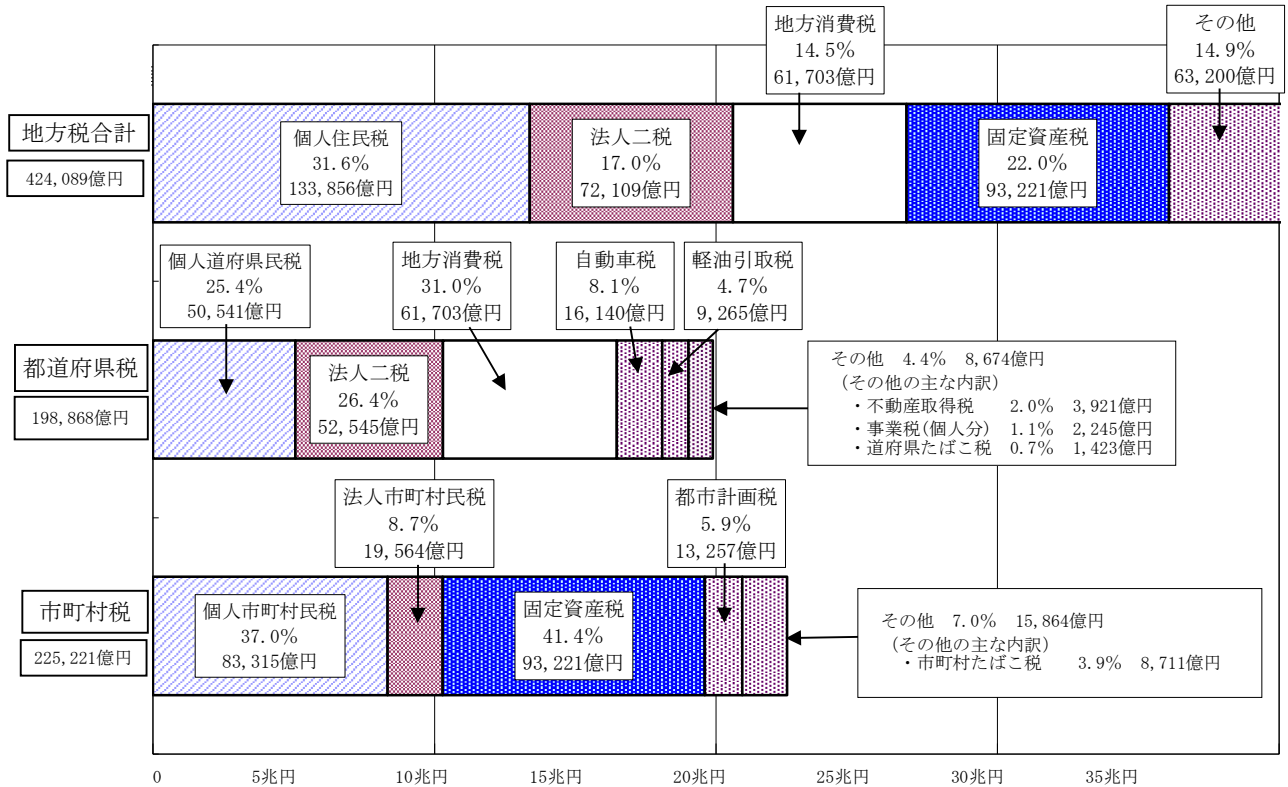 地方消費税
14.5%
61,703億円
その他
14.9%
63,200億円
地方税合計
424,089億円
個人住民税
31.6%
133,856億円
法人二税
17.0%
72,109億円
固定資産税
22.0%
93,221億円
個人道府県民税
25.4%
50,541億円
地方消費税
31.0%
61,703億円
自動車税
8.1%
16,140億円
軽油引取税
4.7%
9,265億円
都道府県税
198,868億円
法人二税
26.4%
52,545億円
その他 4.4% 8,674億円
(その他の主な内訳)
・不動産取得税 2.0% 3,921億円
・事業税(個人分) 1.1% 2,245億円
・道府県たばこ税 0.7% 1,423億円
法人市町村民税
8.7%
19,564億円
都市計画税
5.9%
13,257億円
市町村税
225,221億円
個人市町村民税
37.0%
83,315億円
固定資産税
41.4%
93,221億円
その他 7.0% 15,864億円
(その他の主な内訳)
・市町村たばこ税 3.9% 8,711億円
0 5兆円 10兆円 15兆円 20兆円 25兆円 30兆円 35兆円